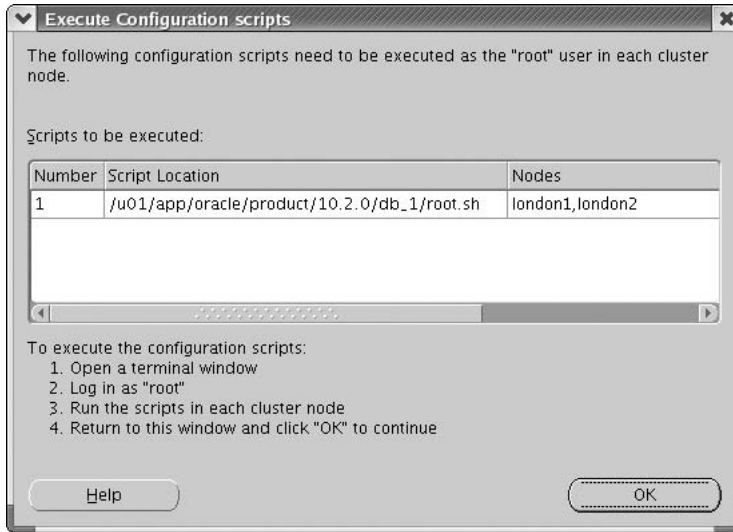 Execute Configuration scripts
The following configuration scripts need to be executed as the "root" user in each cluster
node.
Scripts to be executed:
Number Script Location Nodes
1 /u01/app/oracle/product/10.2.0/db_1/root.sh london1,london2
To execute the configuration scripts:
1. Open a terminal window
2. Log in as "root"
3. Run the scripts in each cluster node
4. Return to this window and click "OK" to continue
Help OK